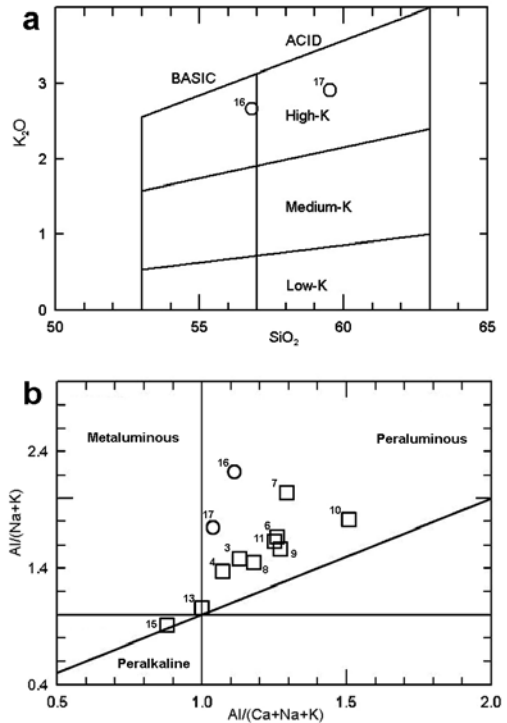 a
ACID
BASIC
3
2
1
0
K₂O
16
17
High-K
Medium-K
Low-K
50
55
60
65
SiO₂
b
Metaluminous
Peraluminous
2.4
1.4
0.4
Al/(Na+K)
16
7
10
17
6
11
9
3
8
4
13
15
Peralkaline
0.5
1.0
1.5
2.0
Al/(Ca+Na+K)